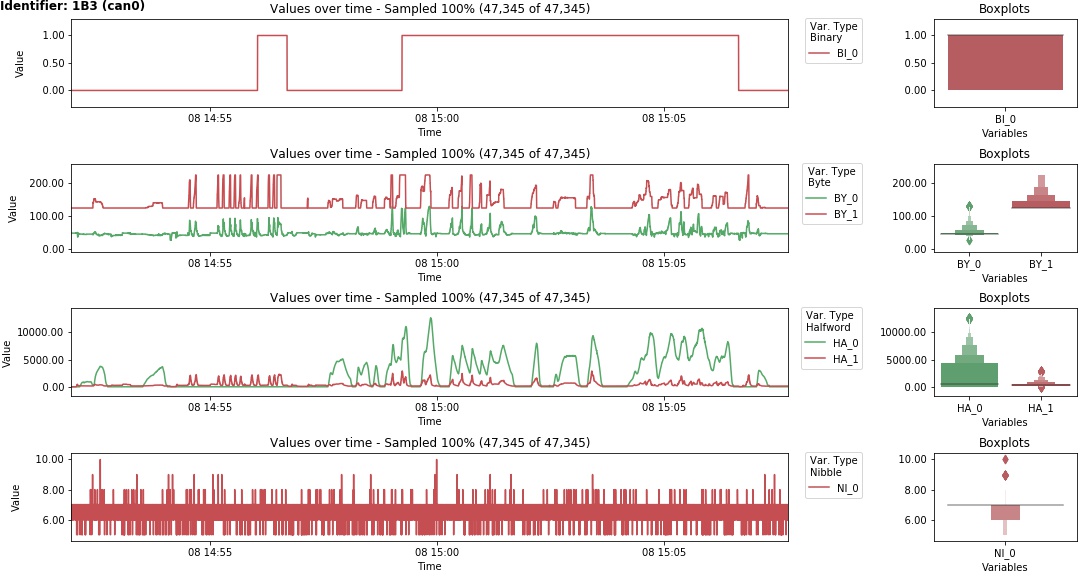 Identifier: 1B3 (can0)
Values over time - Sampled 100% (47,345 of 47,345)
Boxplots
1.00
0.50
0.00
Value
08 14:55
08 15:00
08 15:05
Time
Var. Type
Binary
BI_0
1.00
0.50
0.00
BI_0
Variables
Values over time - Sampled 100% (47,345 of 47,345)
Boxplots
200.00
100.00
0.00
Value
08 14:55
08 15:00
08 15:05
Time
Var. Type
Byte
BY_0
BY_1
200.00
100.00
0.00
BY_0
BY_1
Variables
Values over time - Sampled 100% (47,345 of 47,345)
Boxplots
10000.00
5000.00
0.00
Value
08 14:55
08 15:00
08 15:05
Time
Var. Type
Halfword
HA_0
HA_1
10000.00
5000.00
0.00
HA_0
HA_1
Variables
Values over time - Sampled 100% (47,345 of 47,345)
Boxplots
10.00
8.00
6.00
Value
08 14:55
08 15:00
08 15:05
Time
Var. Type
Nibble
NI_0
10.00
8.00
6.00
NI_0
Variables